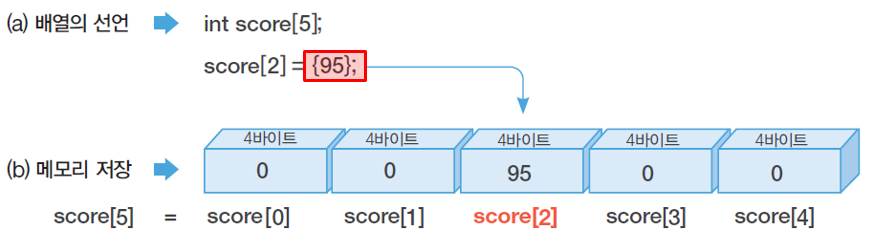 (a) 배열의 선언 int score[5];
score[2] = {95};
4바이트 4바이트 4바이트 4바이트 4바이트
(b) 메모리 저장 0 0 95 0 0
score[5] = score[0] score[1] score[2] score[3] score[4]